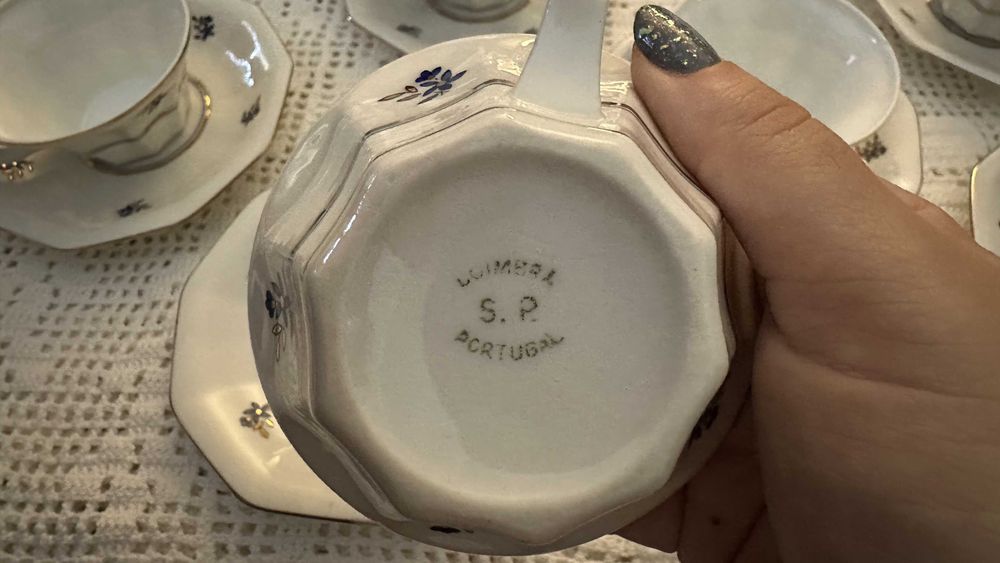 COIMBRA
S. P.
PORTUGAL